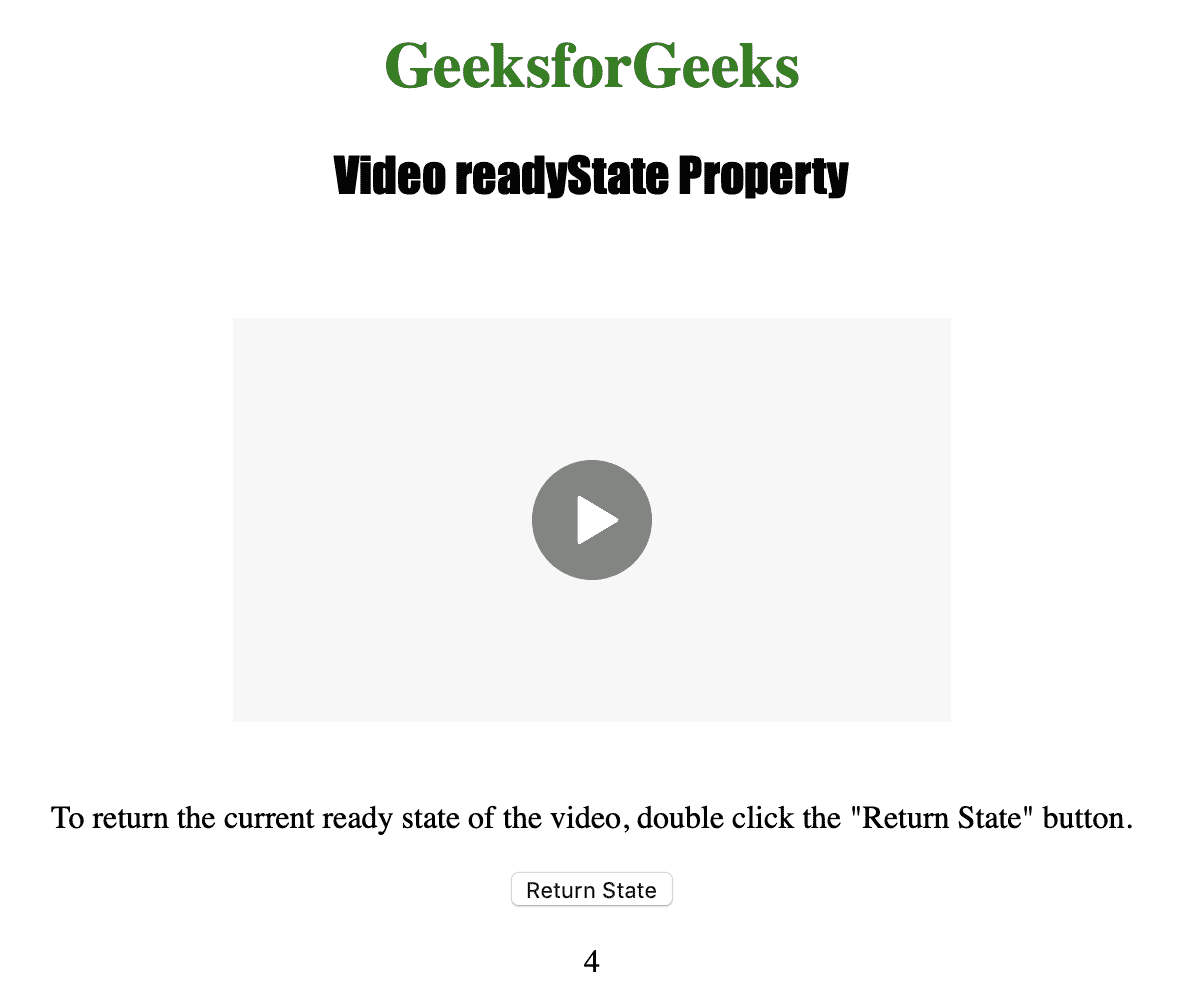 GeeksforGeeks
Video readyState Property
To return the current ready state of the video, double click the "Return State" button.
Return State
4